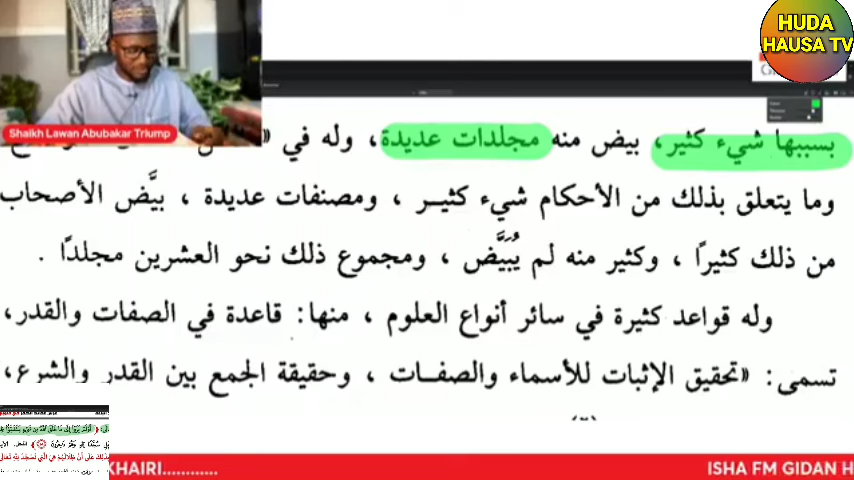 HUDA
HAUSA TV
Shaikh Lawan Abubakar Triump
بسببها شيء كثير، بيض منه مجلدات عديدة، وله في
وما يتعلق بذلك من الأحكام شيء كثيــر ، ومصنفات عديدة ، بيَّض الأصحاب
من ذلك كثيرًا ، وكثير منه لم يُبَيَّض ، ومجموع ذلك نحو العشرين مجلدًا .
وله قواعد كثيرة في سائر أنواع العلوم ، منها: قاعدة في الصفات والقدر،
تسمى: «تحقيق الإثبات للأسماء والصفــات ، وحقيقة الجمع بين القدر والشرع،
KHAIRI............
ISHA FM GIDAN H